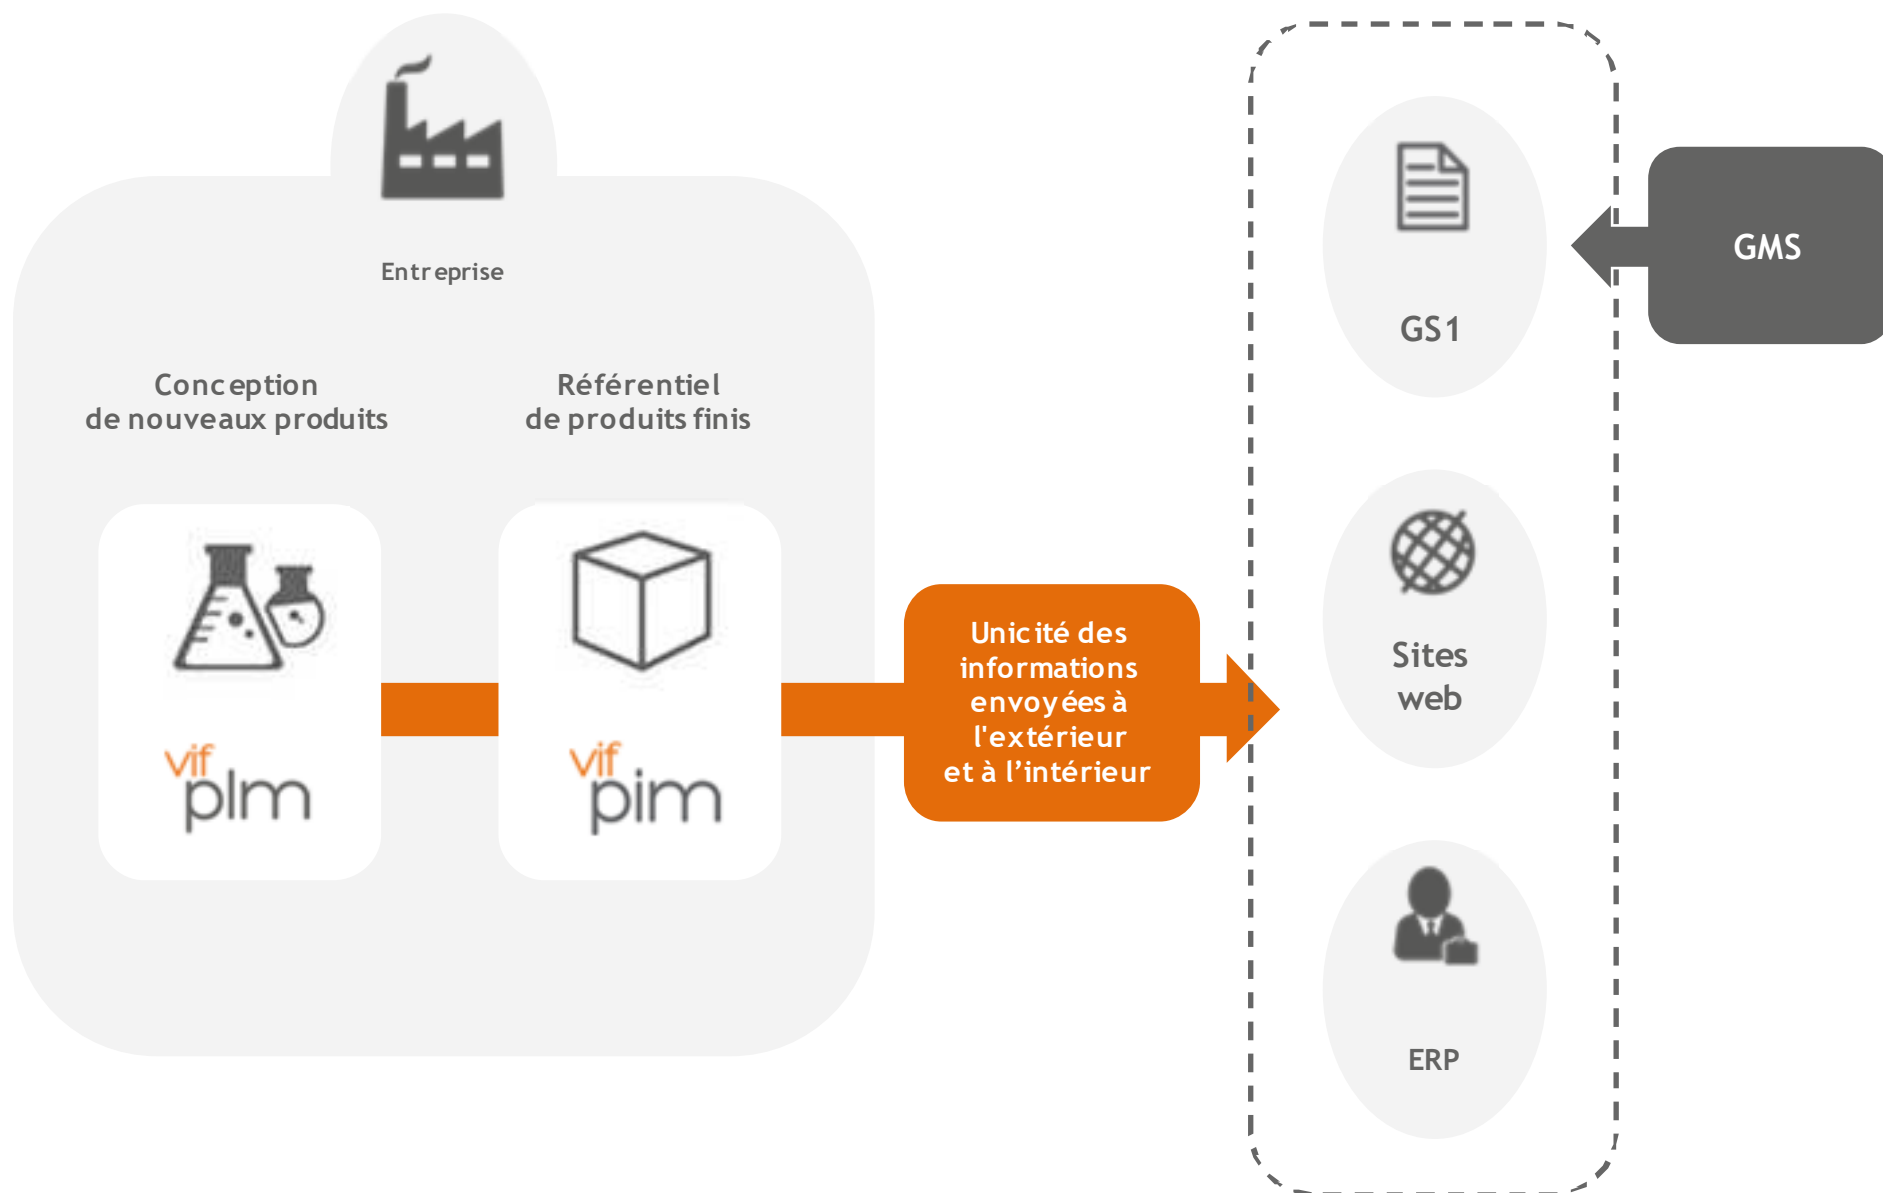 Entreprise
Conception
de nouveaux produits
Référentiel
de produits finis
vif
plm
vif
pim
Unicité des
informations
envoyées à
l'extérieur
et à l’intérieur
GS1
Sites
web
ERP
GMS